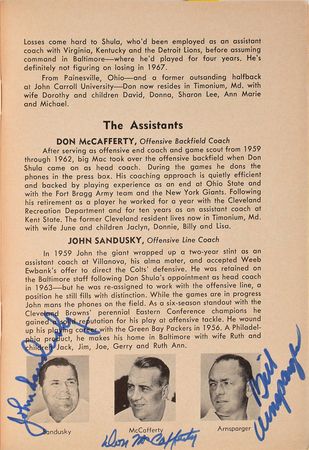 Losses come hard to Shula, who'd been employed as an assistant
coach with Virginia, Kentucky and the Detroit Lions, before assuming
command in Baltimore—where he'd played for four years. He's
definitely not figuring on losing in 1967.
From Painesville, Ohio—and a former outstanding halfback
at John Carroll University—Don now resides in Timonium, Md. with
wife Dorothy and children David, Donna, Sharon Lee, Ann Marie
and Michael.
The Assistants
DON McCAFFERTY, Offensive Backfield Coach
After serving as offensive end coach and game scout from 1959
through 1962, big Mac took over the offensive backfield when Don
Shula came on as head coach. During the games he dons the
phones in the press box. His coaching approach is quietly efficient
and backed by playing experience as an end at Ohio State and
with the Fort Bragg Army team and the New York Giants. Following
his retirement as a player he worked for a year with the Cleveland
Recreation Department and for ten years as an assistant coach at
Kent State. The former Cleveland resident lives now in Timonium, Md.
with wife June and children Jaclyn, Donnie, Billy and Lisa.
JOHN SANDUSKY, Offensive Line Coach
In 1959 John the giant wrapped up a two-year stint as an
assistant coach at Villanova, his alma mater, and accepted Weeb
Ewbank's offer to direct the Colts' defensive. He was retained on
the Baltimore staff following Don Shula's appointment as head coach
in 1963—but he was re-assigned to work with the offensive line, a
position he still fills with distinction. While the games are in progress
John mans the phones on the field. As a six-season standout with the
Cleveland Browns' perennial Eastern Conference champions he
gained reputation for his play at offensive tackle. He wound
up his playing career with the Green Bay Packers in 1956. A Philadel-
phia product, he makes his home in Baltimore with wife Ruth and
children Jack, Jim, Joe, Gerry and Ruth Ann.
John Sandusky
Bill Arnsparger
Sandusky
McCafferty
Arnsparger
Don McCafferty